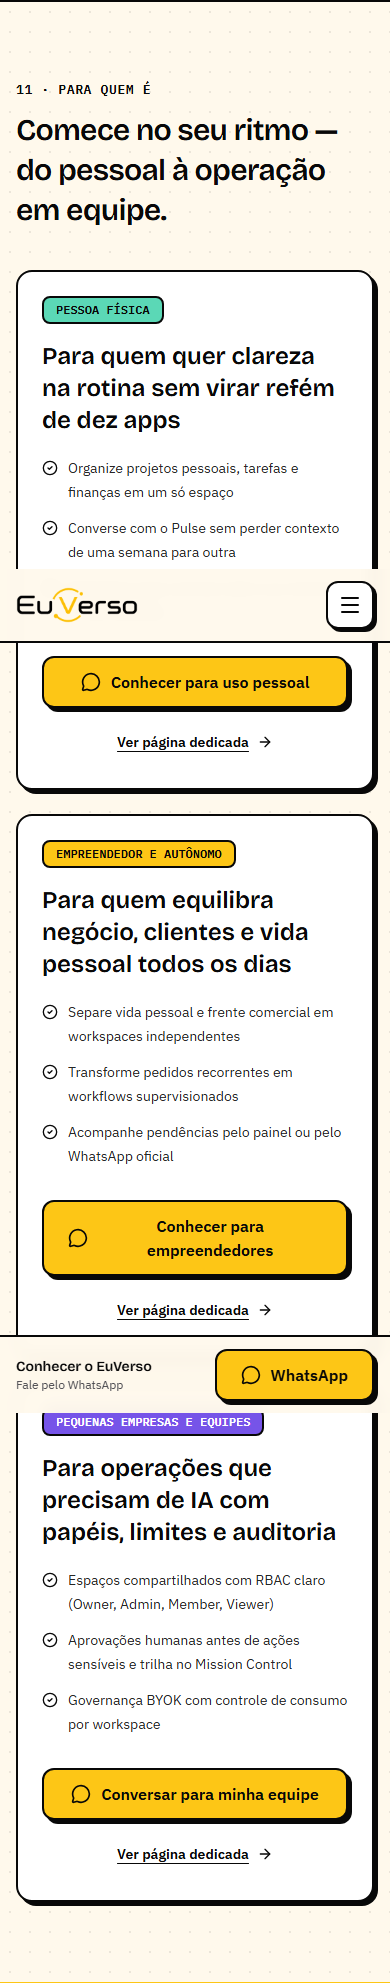 11 · PARA QUEM É
Comece no seu ritmo —
do pessoal à operação
em equipe.
PESSOA FÍSICA
Para quem quer clareza
na rotina sem virar refém
de dez apps
Organize projetos pessoais, tarefas e
finanças em um só espaço
Converse com o Pulse sem perder contexto
de uma semana para outra
EuVerso
Conhecer para uso pessoal
Ver página dedicada
EMPREENDEDOR E AUTÔNOMO
Para quem equilibra
negócio, clientes e vida
pessoal todos os dias
Separe vida pessoal e frente comercial em
workspaces independentes
Transforme pedidos recorrentes em
workflows supervisionados
Acompanhe pendências pelo painel ou pelo
WhatsApp oficial
Conhecer para
empreendedores
Ver página dedicada
Conhecer o EuVerso
Fale pelo WhatsApp
WhatsApp
PEQUENAS EMPRESAS E EQUIPES
Para operações que
precisam de IA com
papéis, limites e auditoria
Espaços compartilhados com RBAC claro
(Owner, Admin, Member, Viewer)
Aprovações humanas antes de ações
sensíveis e trilha no Mission Control
Governança BYOK com controle de consumo
por workspace
Conversar para minha equipe
Ver página dedicada